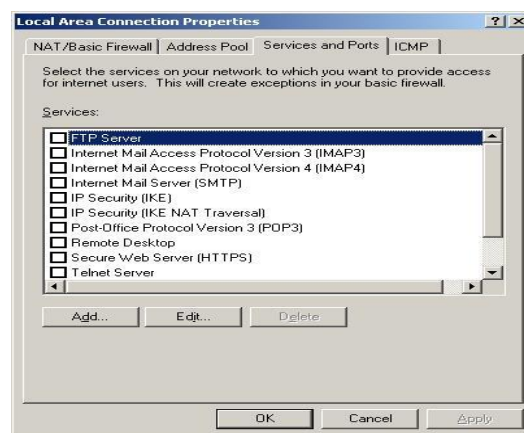 Local Area Connection Properties
NAT/Basic Firewall Address Pool Services and Ports ICMP
Select the services on your network to which you want to provide access
for internet users. This will create exceptions in your basic firewall.
Services:
FTP Server
Internet Mail Access Protocol Version 3 (IMAP3)
Internet Mail Access Protocol Version 4 (IMAP4)
Internet Mail Server (SMTP)
IP Security (IKE)
IP Security (IKE NAT Traversal)
Post-Office Protocol Version 3 (POP3)
Remote Desktop
Secure Web Server (HTTPS)
Telnet Server
Add... Edit... Delete
OK Cancel Apply